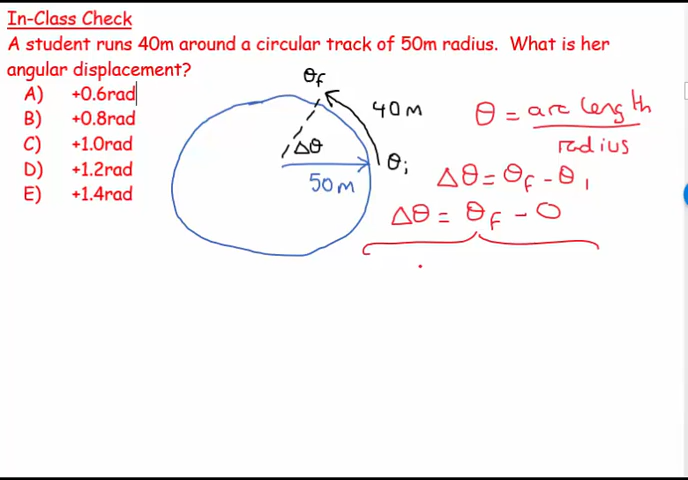 In-Class Check
A student runs 40m around a circular track of 50m radius. What is her
angular displacement?
A) +0.6rad
B) +0.8rad
C) +1.0rad
D) +1.2rad
E) +1.4rad
θf
40 M
Δθ
θi
50 M
θ = arc length
radius
Δθ = θf - θi
Δθ = θf - 0